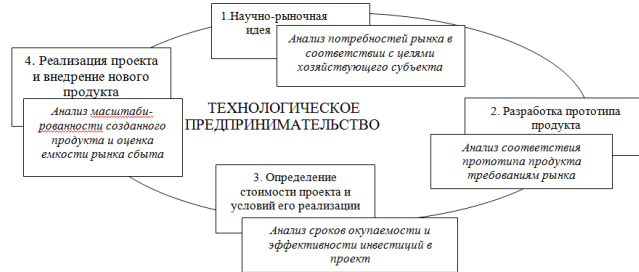 1.Научно-рыночная
идея
Анализ потребностей рынка в
соответствии с целями
хозяйствующего субъекта
4. Реализация проекта
и внедрение нового
продукта
Анализ масштаби-
рованности созданного
продукта и оценка
емкости рынка сбыта
ТЕХНОЛОГИЧЕСКОЕ
ПРЕДПРИНИМАТЕЛЬСТВО
2. Разработка прототипа
продукта
Анализ соответствия
прототипа продукта
требованиям рынка
3. Определение
стоимости проекта и
условий его реализации
Анализ сроков окупаемости и
эффективности инвестиций в
проект